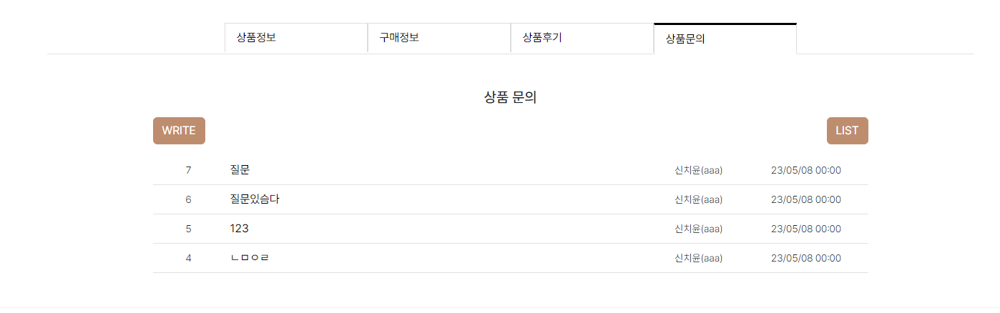 상품정보 구매정보 상품후기 상품문의
상품 문의
WRITE LIST
7 질문 신치윤(aaa) 23/05/08 00:00
6 질문있슴다 신치윤(aaa) 23/05/08 00:00
5 123 신치윤(aaa) 23/05/08 00:00
4 ㄴㅁㅇㄹ 신치윤(aaa) 23/05/08 00:00